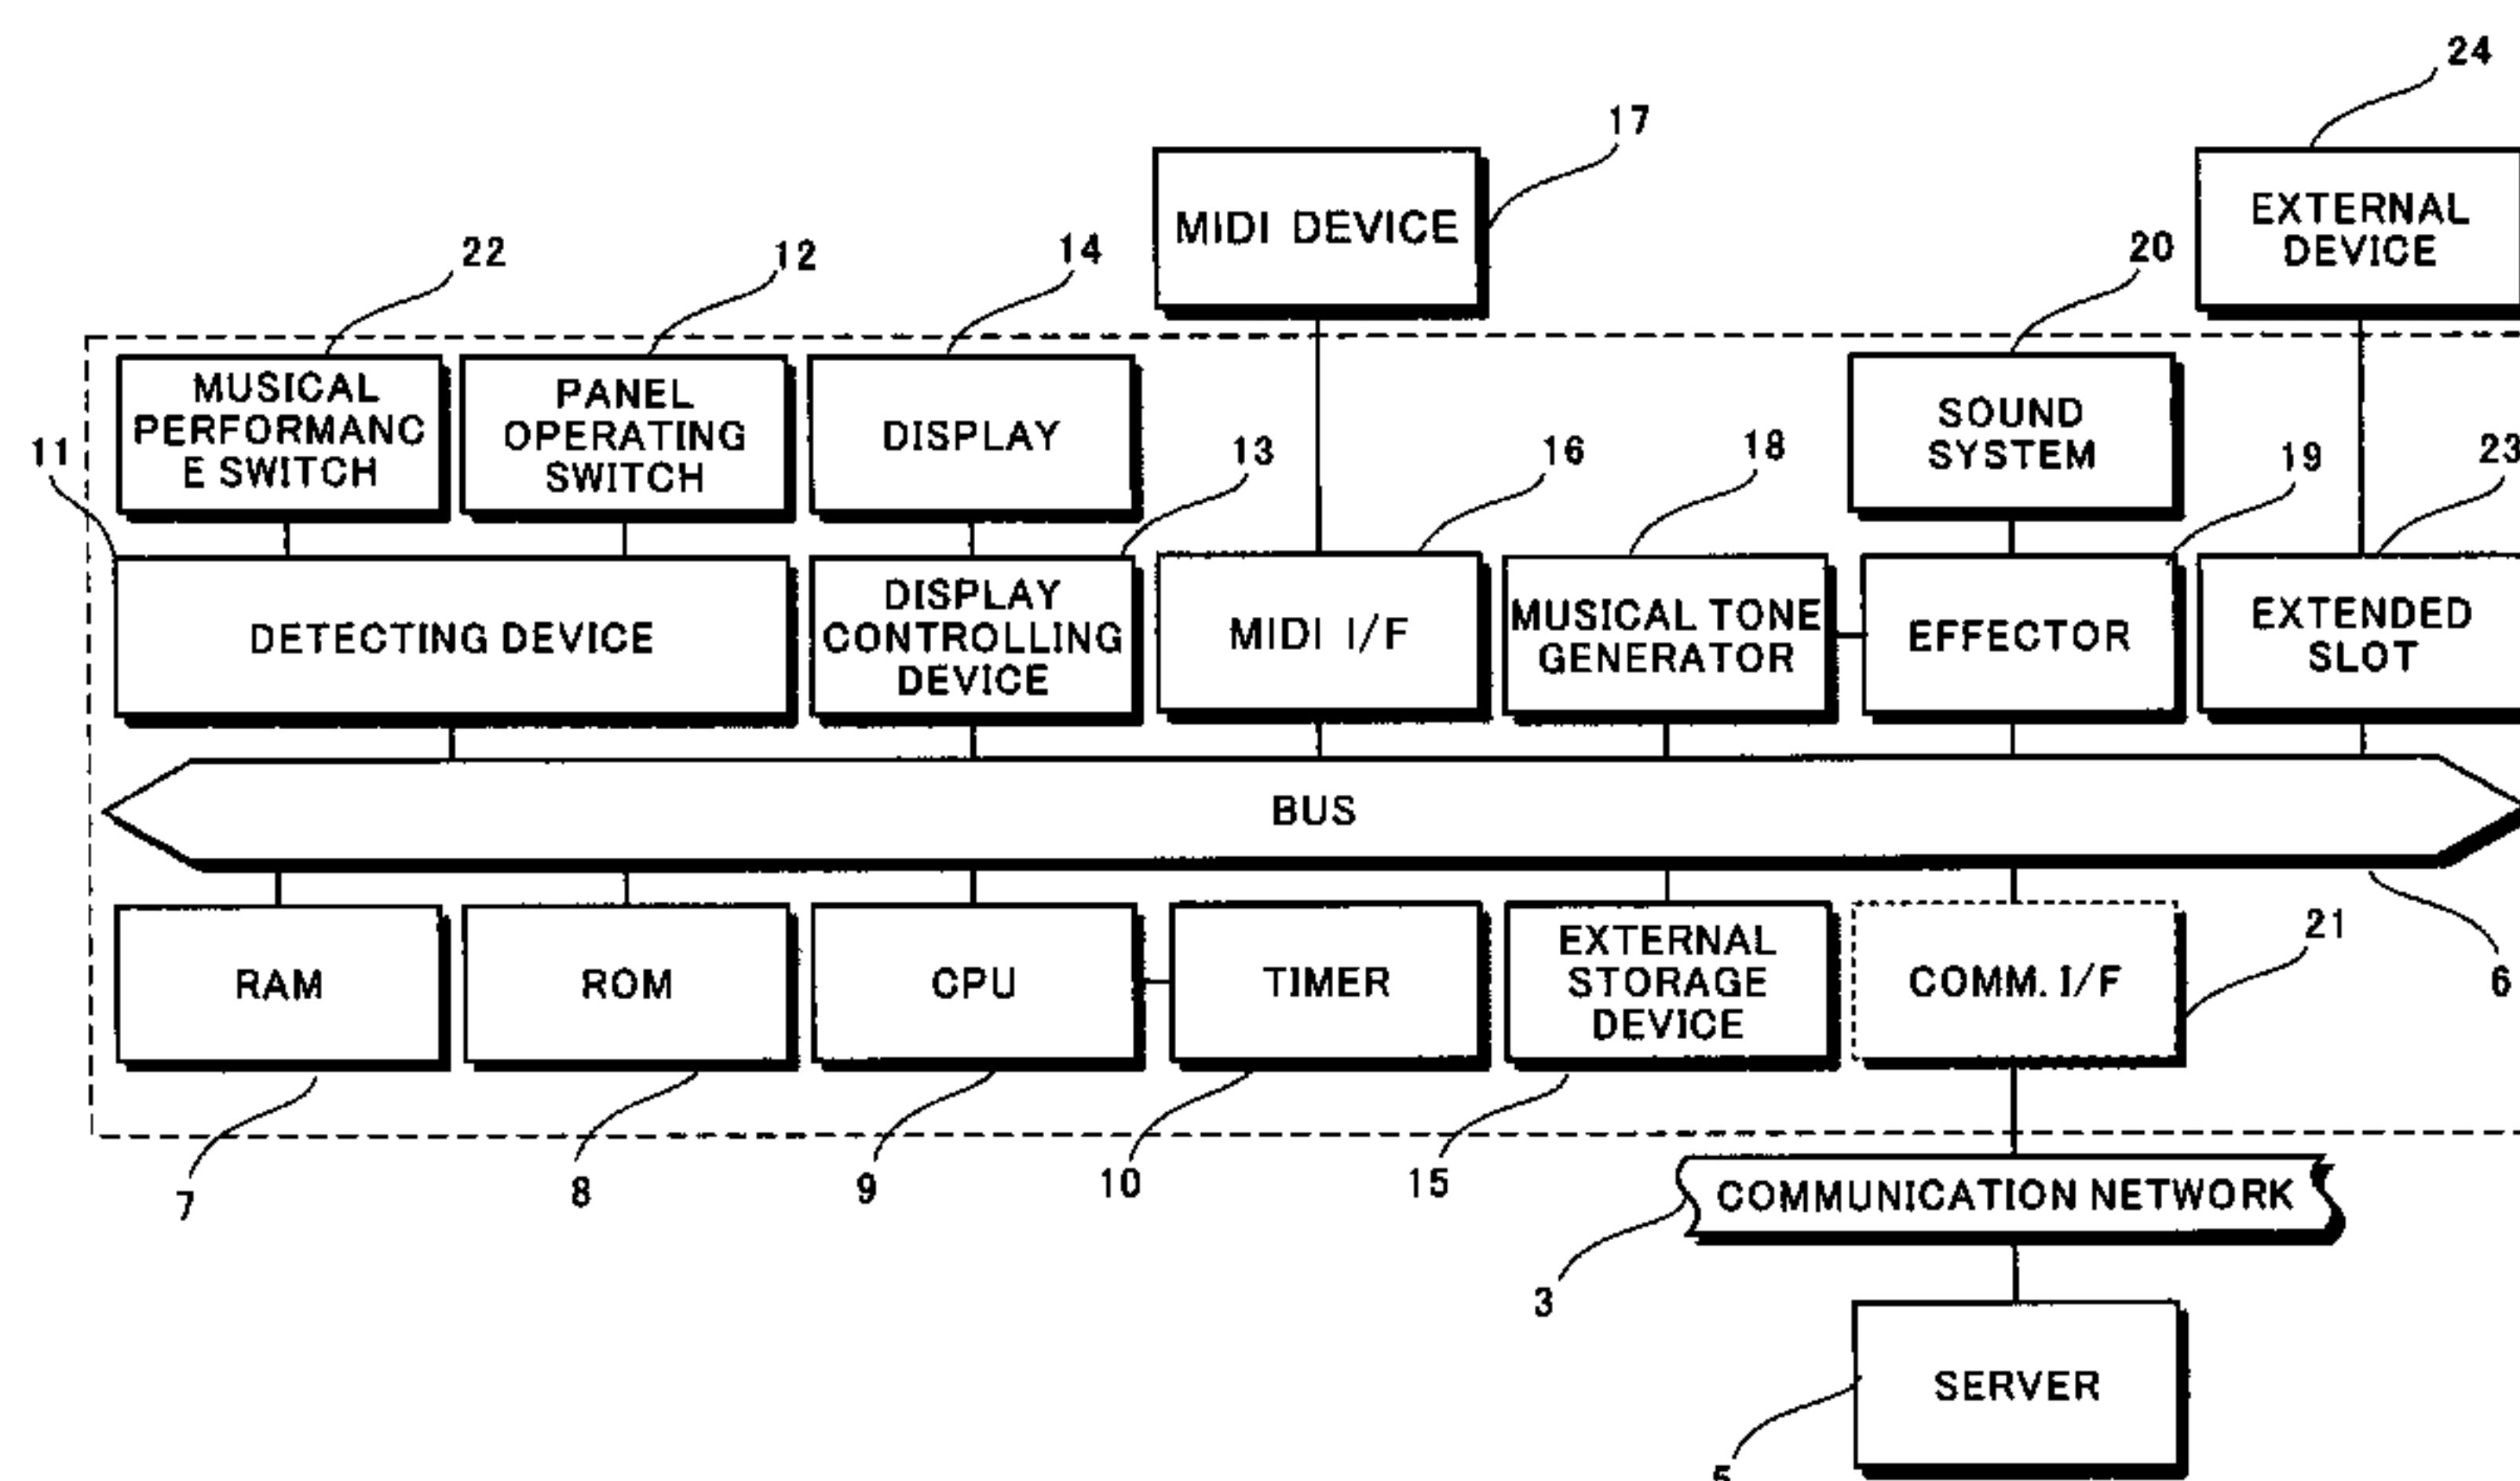 24
17
MIDI DEVICE
EXTERNAL
DEVICE
22
12
14
20
MUSICAL
PERFORMANC
E SWITCH
PANEL
OPERATING
SWITCH
DISPLAY
SOUND
SYSTEM
11
13
16
18
19
23
DETECTING DEVICE
DISPLAY
CONTROLLING
DEVICE
MIDI I/F
MUSICAL TONE
GENERATOR
EFFECTOR
EXTENDED
SLOT
BUS
RAM
ROM
CPU
TIMER
EXTERNAL
STORAGE
DEVICE
COMM. I/F
21
6
7
8
9
10
15
COMMUNICATION NETWORK
3
SERVER
5